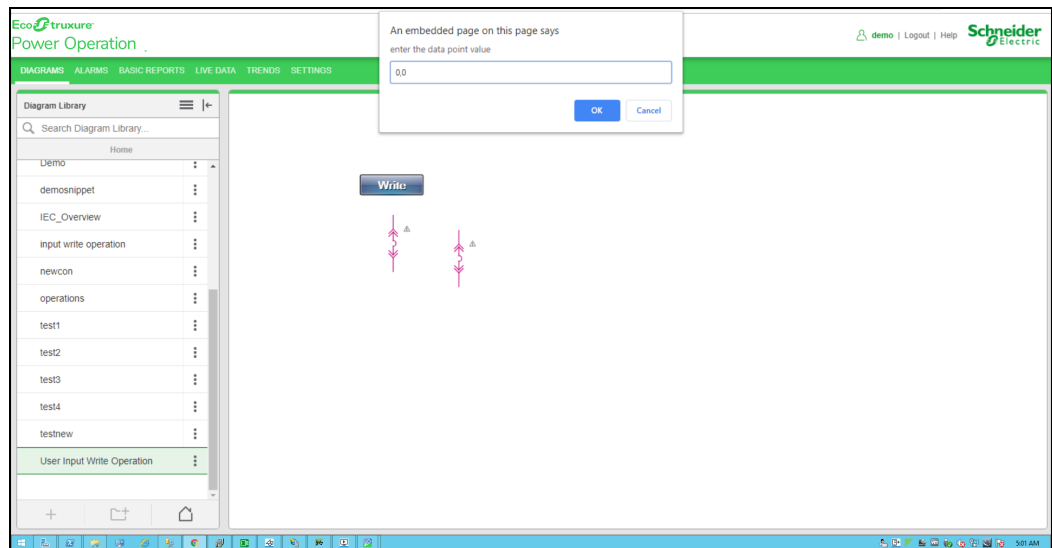 EcoStruxure
Power Operation
An embedded page on this page says
enter the data point value
0,0
OK Cancel
demo | Logout | Help
Schneider
Electric
DIAGRAMS ALARMS BASIC REPORTS LIVE DATA TRENDS SETTINGS
Diagram Library
Search Diagram Library...
Home
Demo
demosnippet
IEC_Overview
input write operation
newcon
operations
test1
test2
test3
test4
testnew
User Input Write Operation
Write
5:01 AM